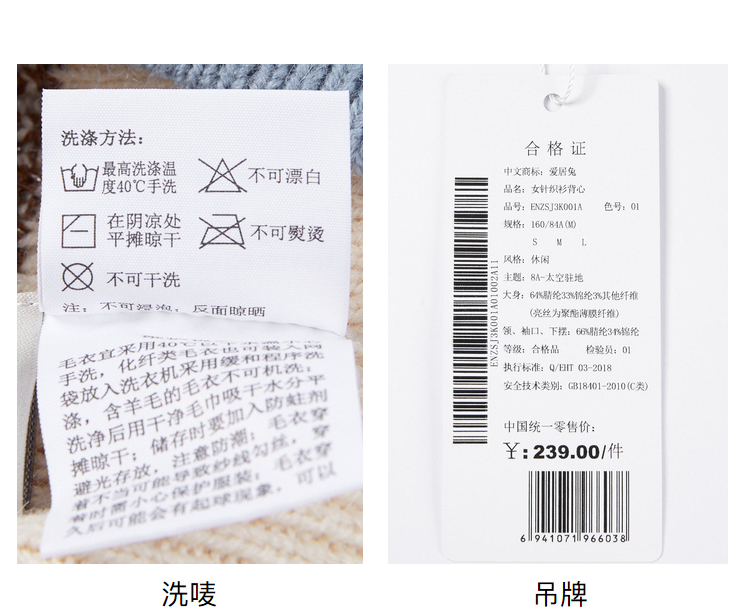 洗涤方法:
最高洗涤温
度40℃手洗
不可漂白
在阴凉处
平摊晾干
不可熨烫
不可干洗
注: 不可浸泡; 反面晾晒
毛衣宜采用40℃以下水温手
手洗, 化纤类毛衣也可装入网
袋放入洗衣机采用缓和程序洗
涤, 含羊毛的毛衣不可机洗;
洗净后用干净毛巾吸干水分平
摊晾干; 储存时要加入防蛀剂
避光存放, 注意防潮; 毛衣穿
着不当可能导致纱线勾丝, 穿
着时需小心保护服装; 毛衣穿
久后可能会有起球现象, 可以
洗唛
合格证
中文商标: 爱居兔
品名: 女针织衫背心
品号: ENZSJ3K001A 色号: 01
规格: 160/84A(M)
S M L
风格: 休闲
主题: 8A-太空驻地
大身: 64%腈纶33%锦纶3%其他纤维
(亮丝为聚酯薄膜纤维)
领、袖口、下摆: 66%腈纶34%锦纶
等级: 合格品 检验员: 01
执行标准: Q/EHT 03-2018
安全技术类别: GB18401-2010(C类)
中国统一零售价:
¥: 239.00/件
ENZSJ3K001A01002A11
6 941071 966038
吊牌